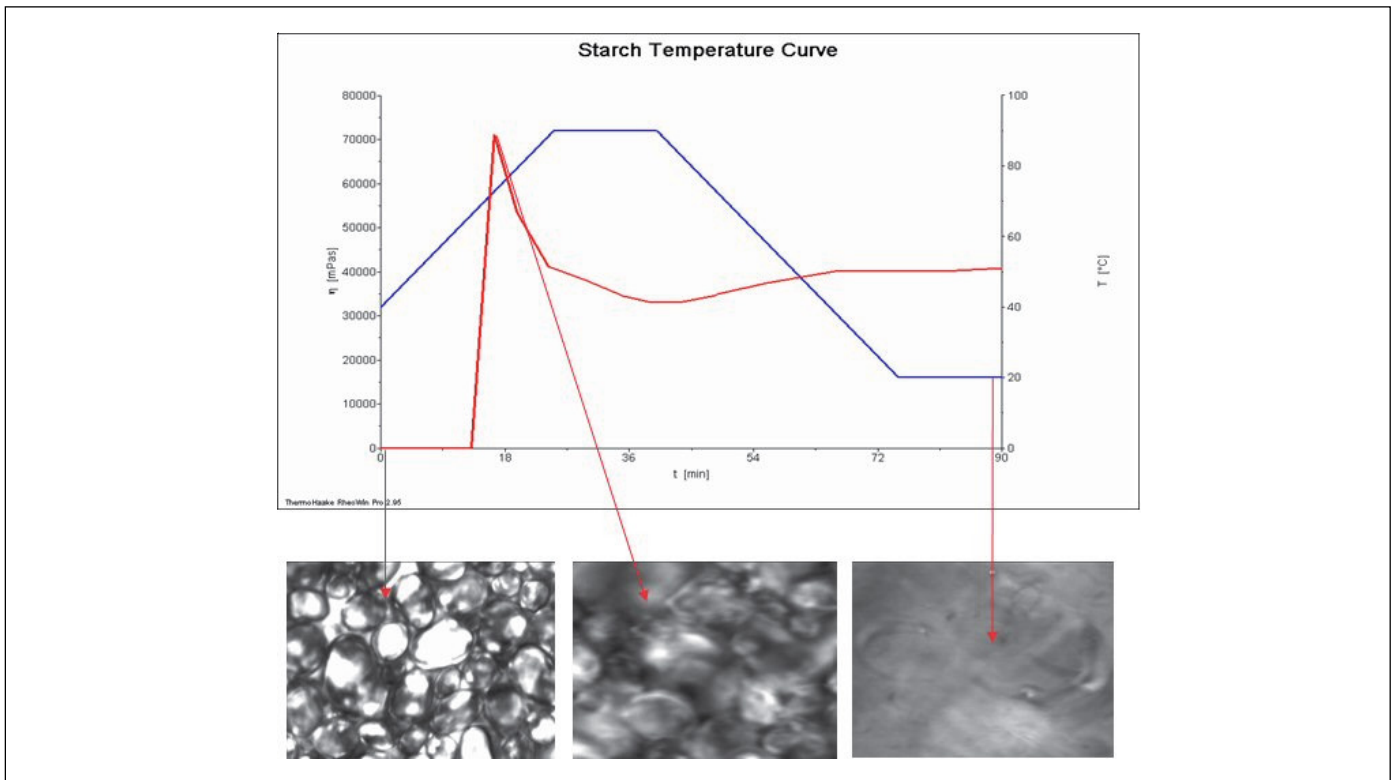 Starch Temperature Curve
80000
70000
60000
50000
40000
30000
20000
10000
0
η [mPas]
100
80
60
40
20
0
T [°C]
0 18 36 54 72 90
t [min]
ThermoHaake RheoWin Pro 2.95